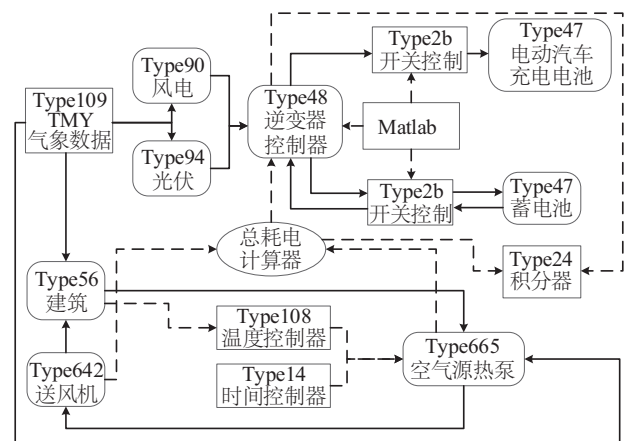 Type90
风电
Type109
TMY
气象数据
Type94
光伏
Type48
逆变器
控制器
Type2b
开关控制
Type47
电动汽车
充电电池
Matlab
Type2b
开关控制
Type47
蓄电池
总耗电
计算器
Type24
积分器
Type56
建筑
Type108
温度控制器
Type642
送风机
Type14
时间控制器
Type665
空气源热泵